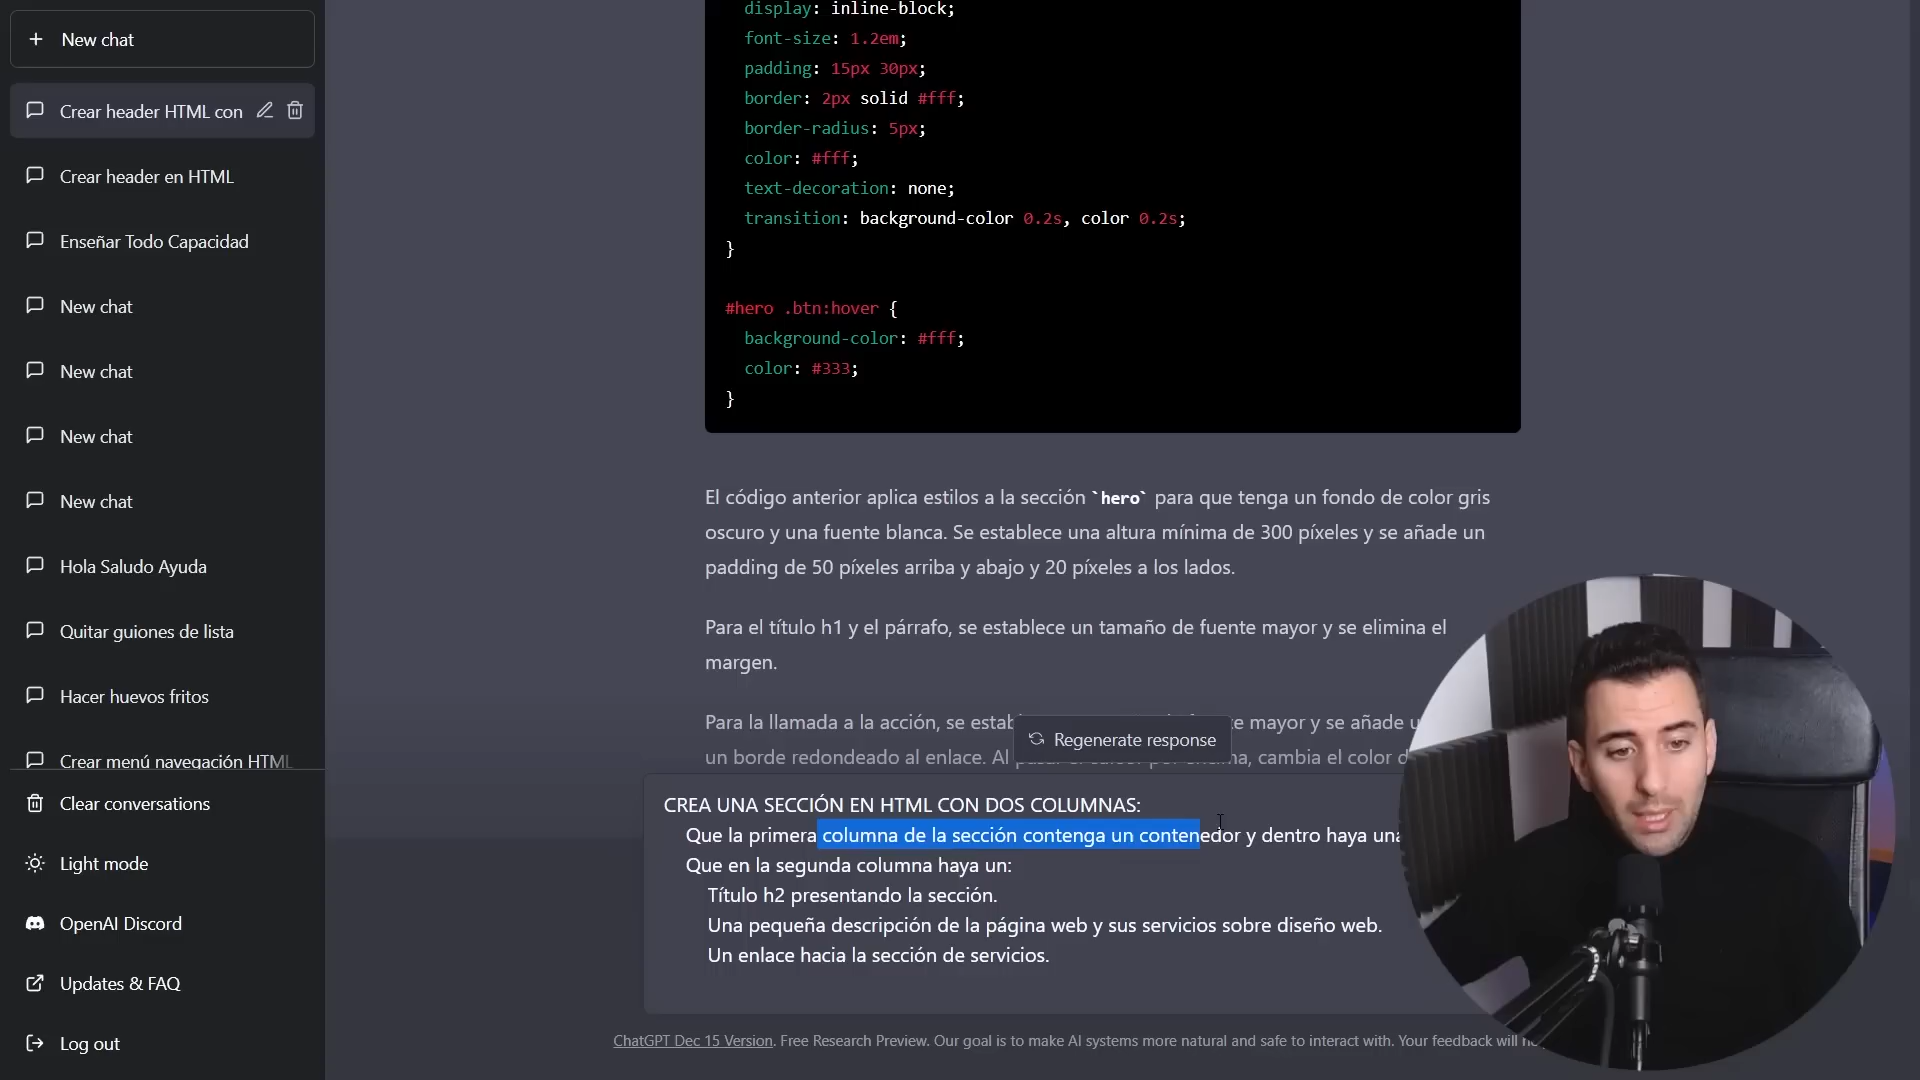 New chat
Crear header HTML con
Crear header en HTML
Enseñar Todo Capacidad
New chat
New chat
New chat
New chat
Hola Saludo Ayuda
Quitar guiones de lista
Hacer huevos fritos
Crear menú navegación HTML
Clear conversations
Light mode
OpenAI Discord
Updates & FAQ
Log out
display: inline-block;
font-size: 1.2em;
padding: 15px 30px;
border: 2px solid #fff;
border-radius: 5px;
color: #fff;
text-decoration: none;
transition: background-color 0.2s, color 0.2s;
}
#hero .btn:hover {
background-color: #fff;
color: #333;
}
El código anterior aplica estilos a la sección `hero` para que tenga un fondo de color gris
oscuro y una fuente blanca. Se establece una altura mínima de 300 píxeles y se añade un
padding de 50 píxeles arriba y abajo y 20 píxeles a los lados.
Para el título h1 y el párrafo, se establece un tamaño de fuente mayor y se elimina el
margen.
Para la llamada a la acción, se mayor y se añade
un borde redondeado al enlace. Al cambia el color
Regenerate response
CREA UNA SECCIÓN EN HTML CON DOS COLUMNAS:
Que la primera columna de la sección contenga un contenedor y dentro haya una
Que en la segunda columna haya un:
Título h2 presentando la sección.
Una pequeña descripción de la página web y sus servicios sobre diseño web.
Un enlace hacia la sección de servicios.
ChatGPT Dec 15 Version. Free Research Preview. Our goal is to make AI systems more natural and safe to interact with. Your feedback will